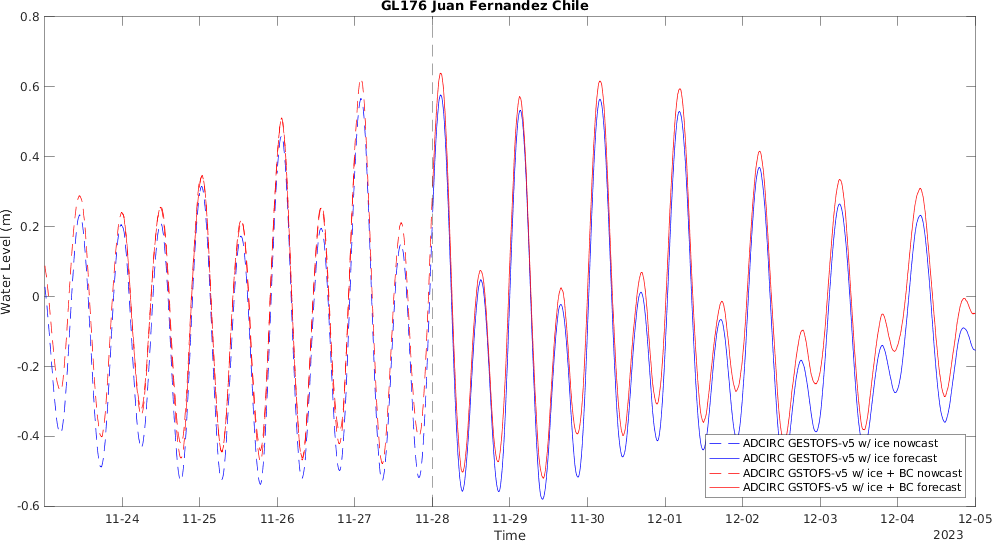 GL176 Juan Fernandez Chile
Water Level (m)
0.8
0.6
0.4
0.2
0
-0.2
-0.4
-0.6
ADCIRC GESTOFS-v5 w/ ice nowcast
ADCIRC GESTOFS-v5 w/ ice forecast
ADCIRC GSTOFS-v5 w/ ice + BC nowcast
ADCIRC GSTOFS-v5 w/ ice + BC forecast
11-24 11-25 11-26 11-27 11-28 11-29 11-30 12-01 12-02 12-03 12-04 12-05
Time
2023